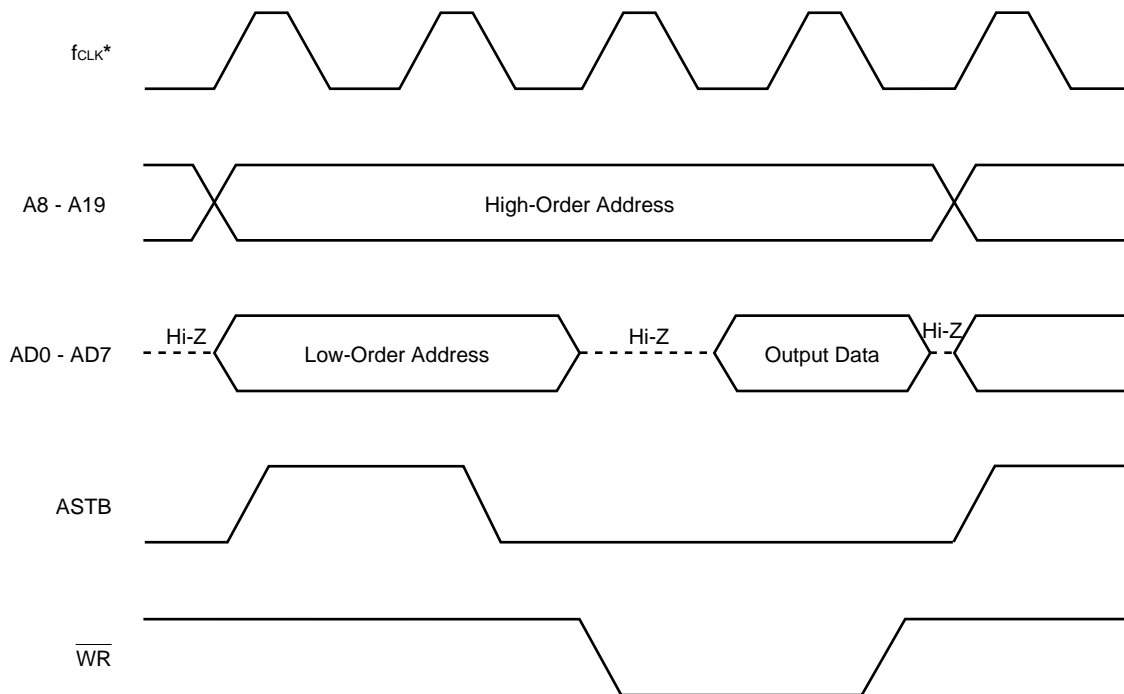 fCLK*
A8 - A19
High-Order Address
AD0 - AD7
Hi-Z
Low-Order Address
Hi-Z
Output Data
Hi-Z
ASTB
WR